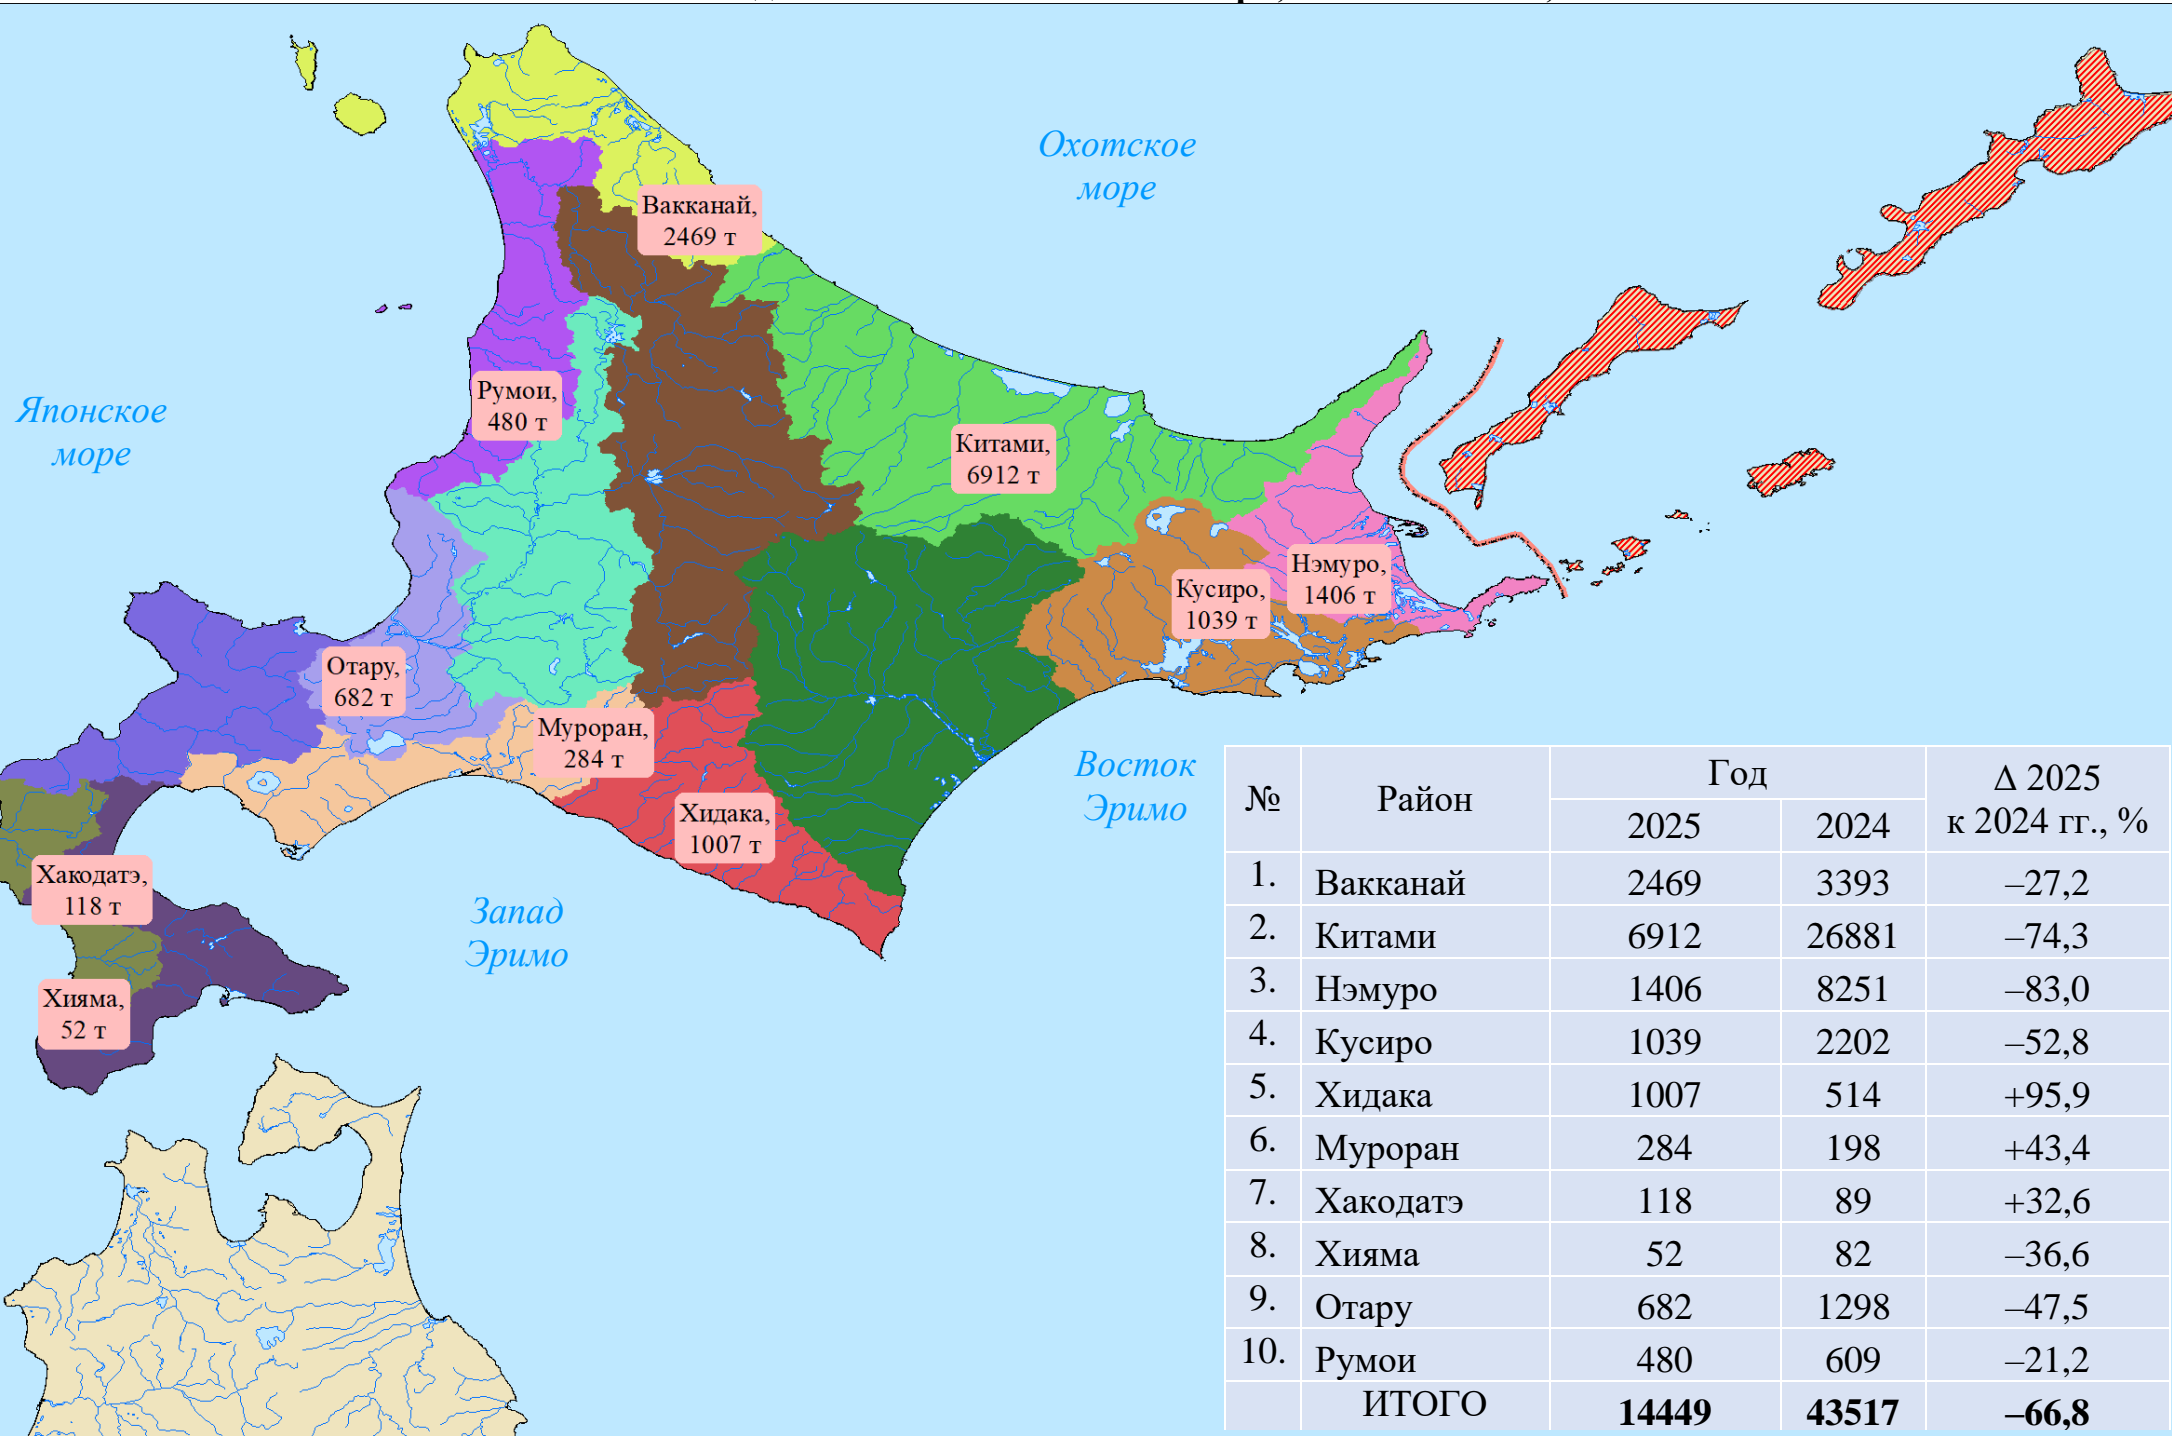 Охотское
море
Вакканай,
2469 т
Японское
море
Румои,
480 т
Китами,
6912 т
Нэмуро,
1406 т
Кусиро,
1039 т
Отару,
682 т
Муроран,
284 т
Хидака,
1007 т
Восток
Эримо
Хакодатэ,
118 т
Запад
Эримо
Хияма,
52 т
№ Район Год Δ 2025
к 2024 гг., %
2025 2024
1. Вакканай 2469 3393 –27,2
2. Китами 6912 26881 –74,3
3. Нэмуро 1406 8251 –83,0
4. Кусиро 1039 2202 –52,8
5. Хидака 1007 514 +95,9
6. Муроран 284 198 +43,4
7. Хакодатэ 118 89 +32,6
8. Хияма 52 82 –36,6
9. Отару 682 1298 –47,5
10. Румои 480 609 –21,2
ИТОГО 14449 43517 –66,8